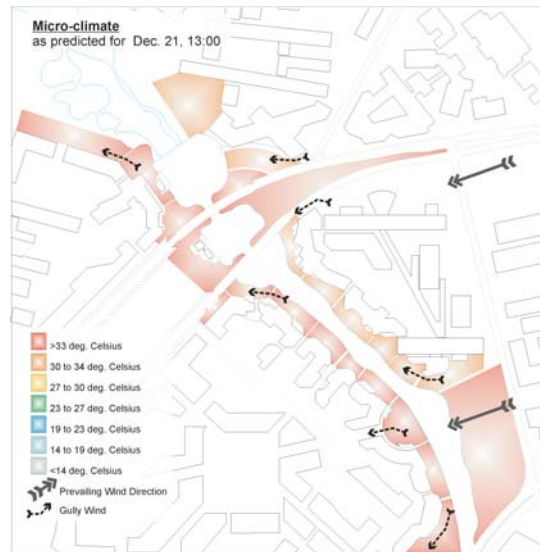 Micro-climate
as predicted for Dec. 21, 13:00
>33 deg. Celsius
30 to 34 deg. Celsius
27 to 30 deg. Celsius
23 to 27 deg. Celsius
19 to 23 deg. Celsius
14 to 19 deg. Celsius
<14 deg. Celsius
Prevailing Wind Direction
Gully Wind